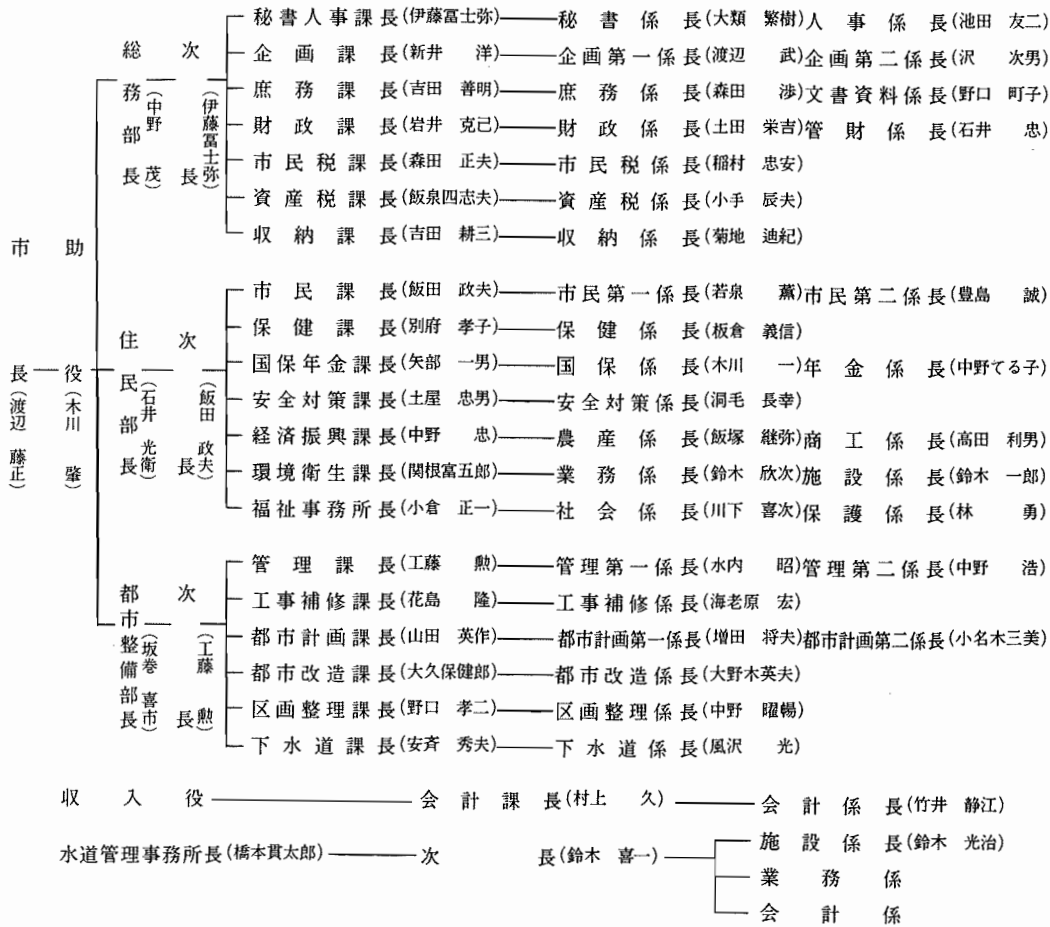 市長(渡辺 藤正)
助役(木川 肇)
総務部長(中野 茂)
次長(伊藤冨士弥)
秘書人事課長(伊藤冨士弥) 秘書係長(大類 繁樹) 人事係長(池田 友二)
企画課長(新井 洋) 企画第一係長(渡辺 武) 企画第二係長(沢 次男)
庶務課長(吉田 善明) 庶務係長(森田 渉) 文書資料係長(野口 町子)
財政課長(岩井 克己) 財政係長(土田 栄吉) 管財係長(石井 忠)
市民税課長(森田 正夫) 市民税係長(稲村 忠安)
資産税課長(飯泉四志夫) 資産税係長(小手 辰夫)
収納課長(吉田 耕三) 収納係長(菊地 迪紀)
住民部長(石井 光衛)
次長(飯田 政夫)
市民課長(飯田 政夫) 市民第一係長(若泉 薫) 市民第二係長(豊島 誠)
保健課長(別府 孝子) 保健係長(板倉 義信)
国保年金課長(矢部 一男) 国保係長(木川 一) 年金係長(中野てる子)
安全対策課長(土屋 忠男) 安全対策係長(洞毛 長幸)
経済振興課長(中野 忠) 農産係長(飯塚 継弥) 商工係長(高田 利男)
環境衛生課長(関根富五郎) 業務係長(鈴木 欣次) 施設係長(鈴木 一郎)
福祉事務所長(小倉 正一) 社会係長(川下 喜次) 保護係長(林 勇)
都市整備部長(坂巻 喜市)
次長(工藤 勲)
管理課長(工藤 勲) 管理第一係長(水内 昭) 管理第二係長(中野 浩)
工事補修課長(花島 隆) 工事補修係長(海老原 宏)
都市計画課長(山田 英作) 都市計画第一係長(増田 将夫) 都市計画第二係長(小名木三美)
都市改造課長(大久保健郎) 都市改造係長(大野木英夫)
区画整理課長(野口 孝二) 区画整理係長(中野 曜暢)
下水道課長(安斉 秀夫) 下水道係長(風沢 光)
収入役 会計課長(村上 久) 会計係長(竹井 静江)
水道管理事務所長(橋本貫太郎) 次長(鈴木 喜一) 施設係長(鈴木 光治)
業務係
会計係